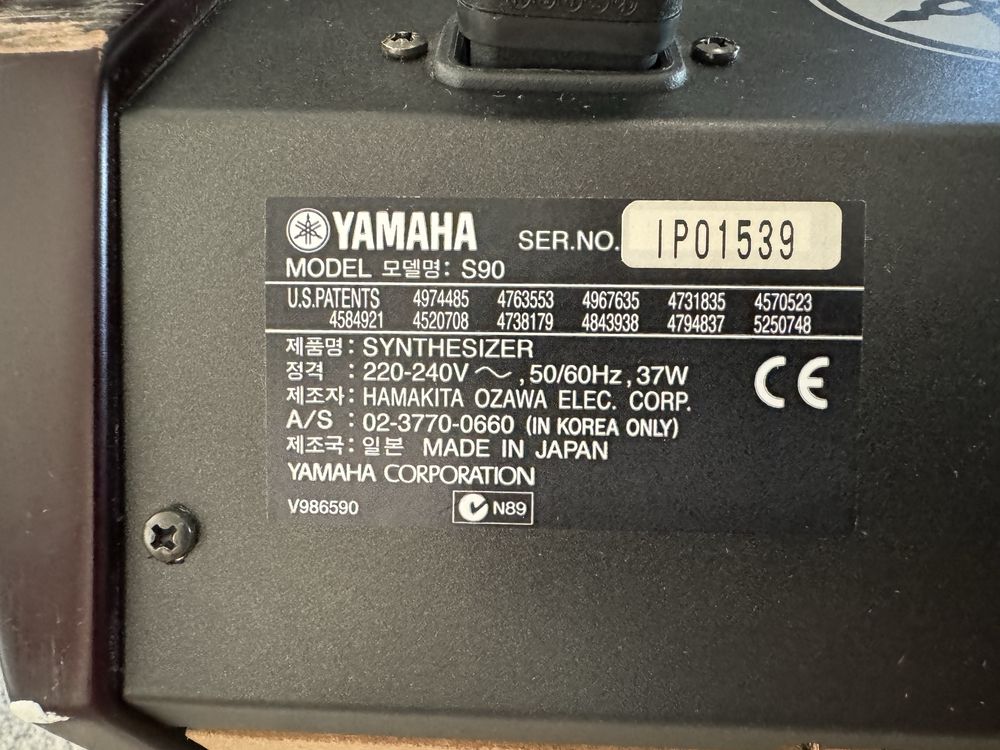 YAMAHA SER.NO. IP01539
MODEL 모델명: S90
U.S.PATENTS 4974485 4763553 4967635 4731835 4570523
4584921 4520708 4738179 4843938 4794837 5250748
제품명: SYNTHESIZER
정격 : 220-240V ～, 50/60Hz, 37W
제조자: HAMAKITA OZAWA ELEC. CORP.
A/S : 02-3770-0660 (IN KOREA ONLY)
제조국: 일본 MADE IN JAPAN
YAMAHA CORPORATION
V986590 N89
CE